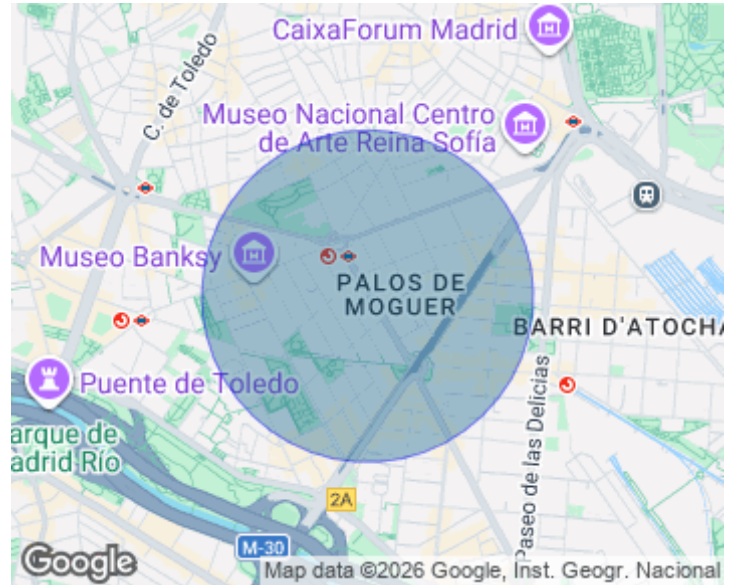 CaixaForum Madrid
C. de Toledo
Museo Nacional Centro
de Arte Reina Sofía
Museo Banksy
PALOS DE
MOGUER
BARRI D'ATOCHA
Puente de Toledo
arque de
adrid Río
Paseo de las Delicias
2A
M-30
Google
Map data ©2026 Google, Inst. Geogr. Nacional